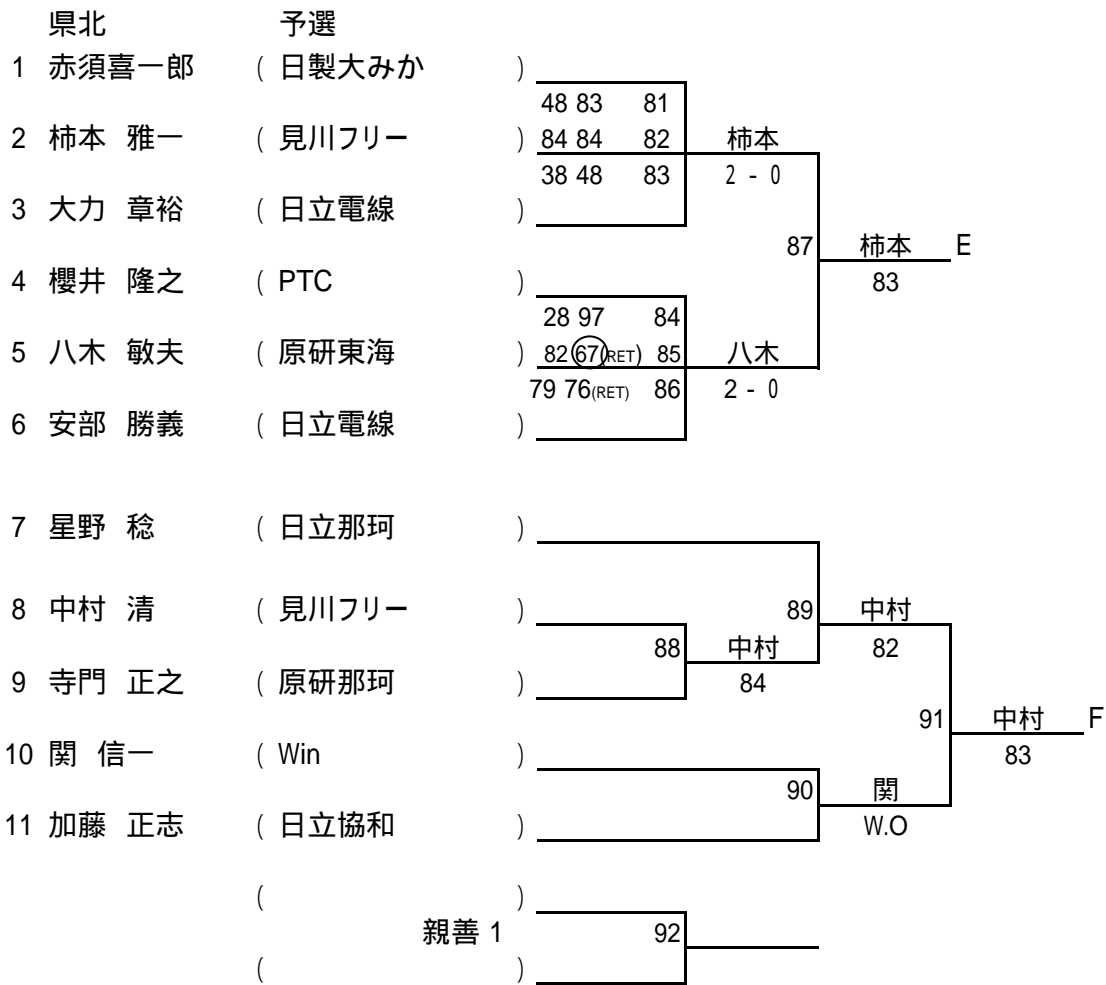 県北 予選
1 赤須喜一郎 ( 日製大みか )
48 83 81
2 柿本 雅一 ( 見川フリー ) 84 84 82 柿本
38 48 83 2 - 0
3 大力 章裕 ( 日立電線 )
87 柿本 E
4 櫻井 隆之 ( PTC ) 83
28 97 84
5 八木 敏夫 ( 原研東海 ) 82 67(RET) 85 八木
79 76(RET) 86 2 - 0
6 安部 勝義 ( 日立電線 )
7 星野 稔 ( 日立那珂 )
8 中村 清 ( 見川フリー ) 89 中村
88 中村 82
9 寺門 正之 ( 原研那珂 ) 84
91 中村 F
10 関 信一 ( Win ) 83
90 関
11 加藤 正志 ( 日立協和 ) W.O
( )
親善 1 92
( )